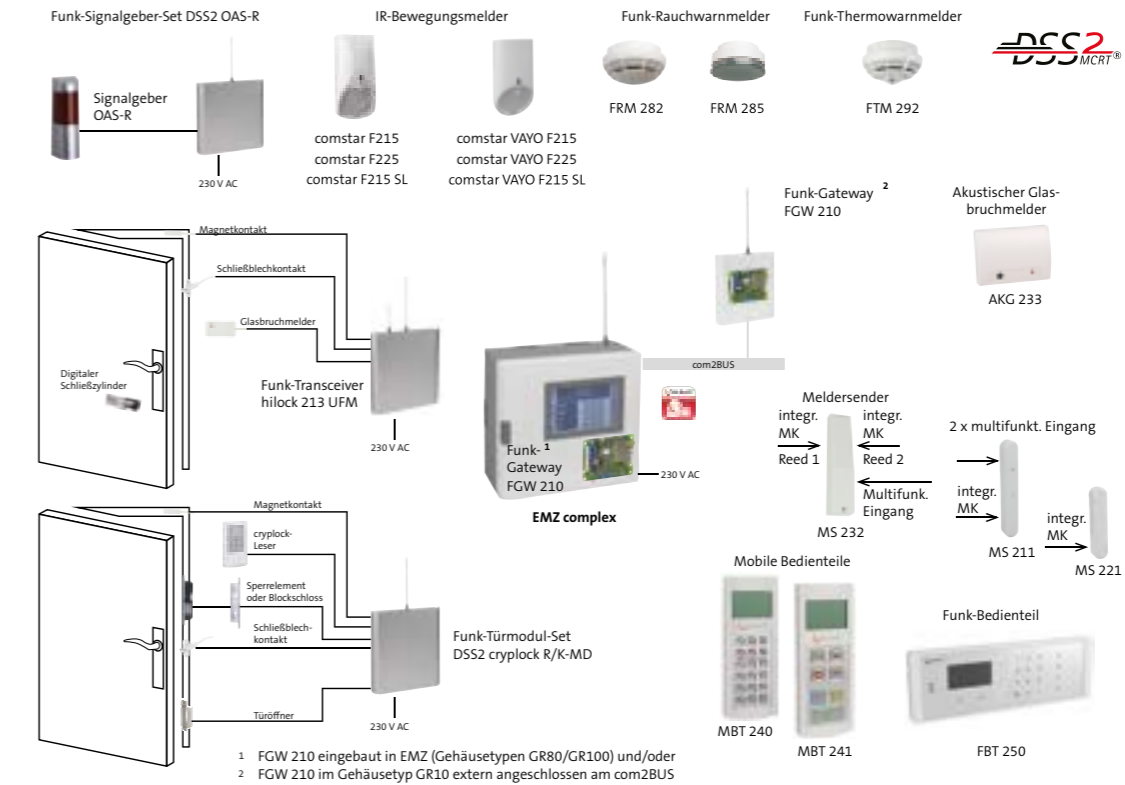 Funk-Signalgeber-Set DSS2 OAS-R
IR-Bewegungsmelder
Funk-Rauchwarnmelder
Funk-Thermowarnmelder
DSS2
MCRT®
Signalgeber
OAS-R
230 V AC
comstar F215
comstar F225
comstar F215 SL
comstar VAYO F215
comstar VAYO F225
comstar VAYO F215 SL
FRM 282
FRM 285
FTM 292
Funk-Gateway 2
FGW 210
Akustischer Glas-
bruchmelder
AKG 233
Magnetkontakt
Schließblechkontakt
Glasbruchmelder
Digitaler
Schließzylinder
Funk-Transceiver
hilock 213 UFM
230 V AC
com2BUS
Funk- 1
Gateway
FGW 210
230 V AC
EMZ complex
Meldersender
integr.
MK
Reed 1
integr.
MK
Reed 2
Multifunk.
Eingang
MS 232
2 x multifunkt. Eingang
integr.
MK
MS 211
integr.
MK
MS 221
Magnetkontakt
cryplock-
Leser
Sperrelement
oder Blockschloss
Schließblech-
kontakt
Türöffner
Funk-Türmodul-Set
DSS2 cryplock R/K-MD
230 V AC
Mobile Bedienteile
MBT 240
MBT 241
Funk-Bedienteil
FBT 250
1 FGW 210 eingebaut in EMZ (Gehäusetypen GR80/GR100) und/oder
2 FGW 210 im Gehäusetyp GR10 extern angeschlossen am com2BUS